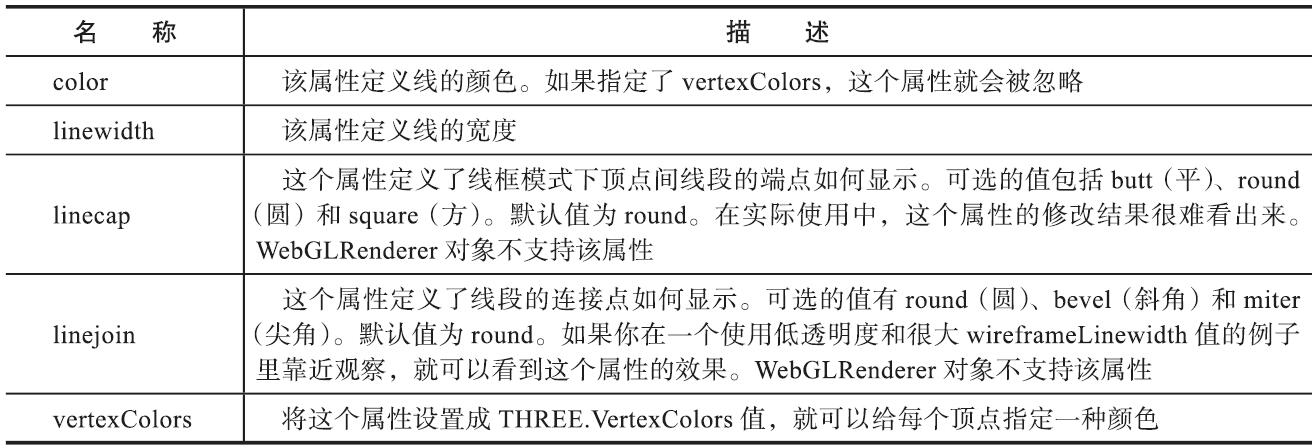 名 称 描 述
color 该属性定义线的颜色。如果指定了 vertexColors，这个属性就会被忽略
linewidth 该属性定义线的宽度
这个属性定义了线框模式下顶点间线段的端点如何显示。可选的值包括 butt（平）、round
linecap （圆）和 square（方）。默认值为 round。在实际使用中，这个属性的修改结果很难看出来。
WebGLRenderer 对象不支持该属性
这个属性定义了线段的连接点如何显示。可选的值有 round（圆）、bevel（斜角）和 miter
linejoin （尖角）。默认值为 round。如果你在一个使用低透明度和很大 wireframeLinewidth 值的例子
里靠近观察，就可以看到这个属性的效果。WebGLRenderer 对象不支持该属性
vertexColors 将这个属性设置成 THREE.VertexColors 值，就可以给每个顶点指定一种颜色